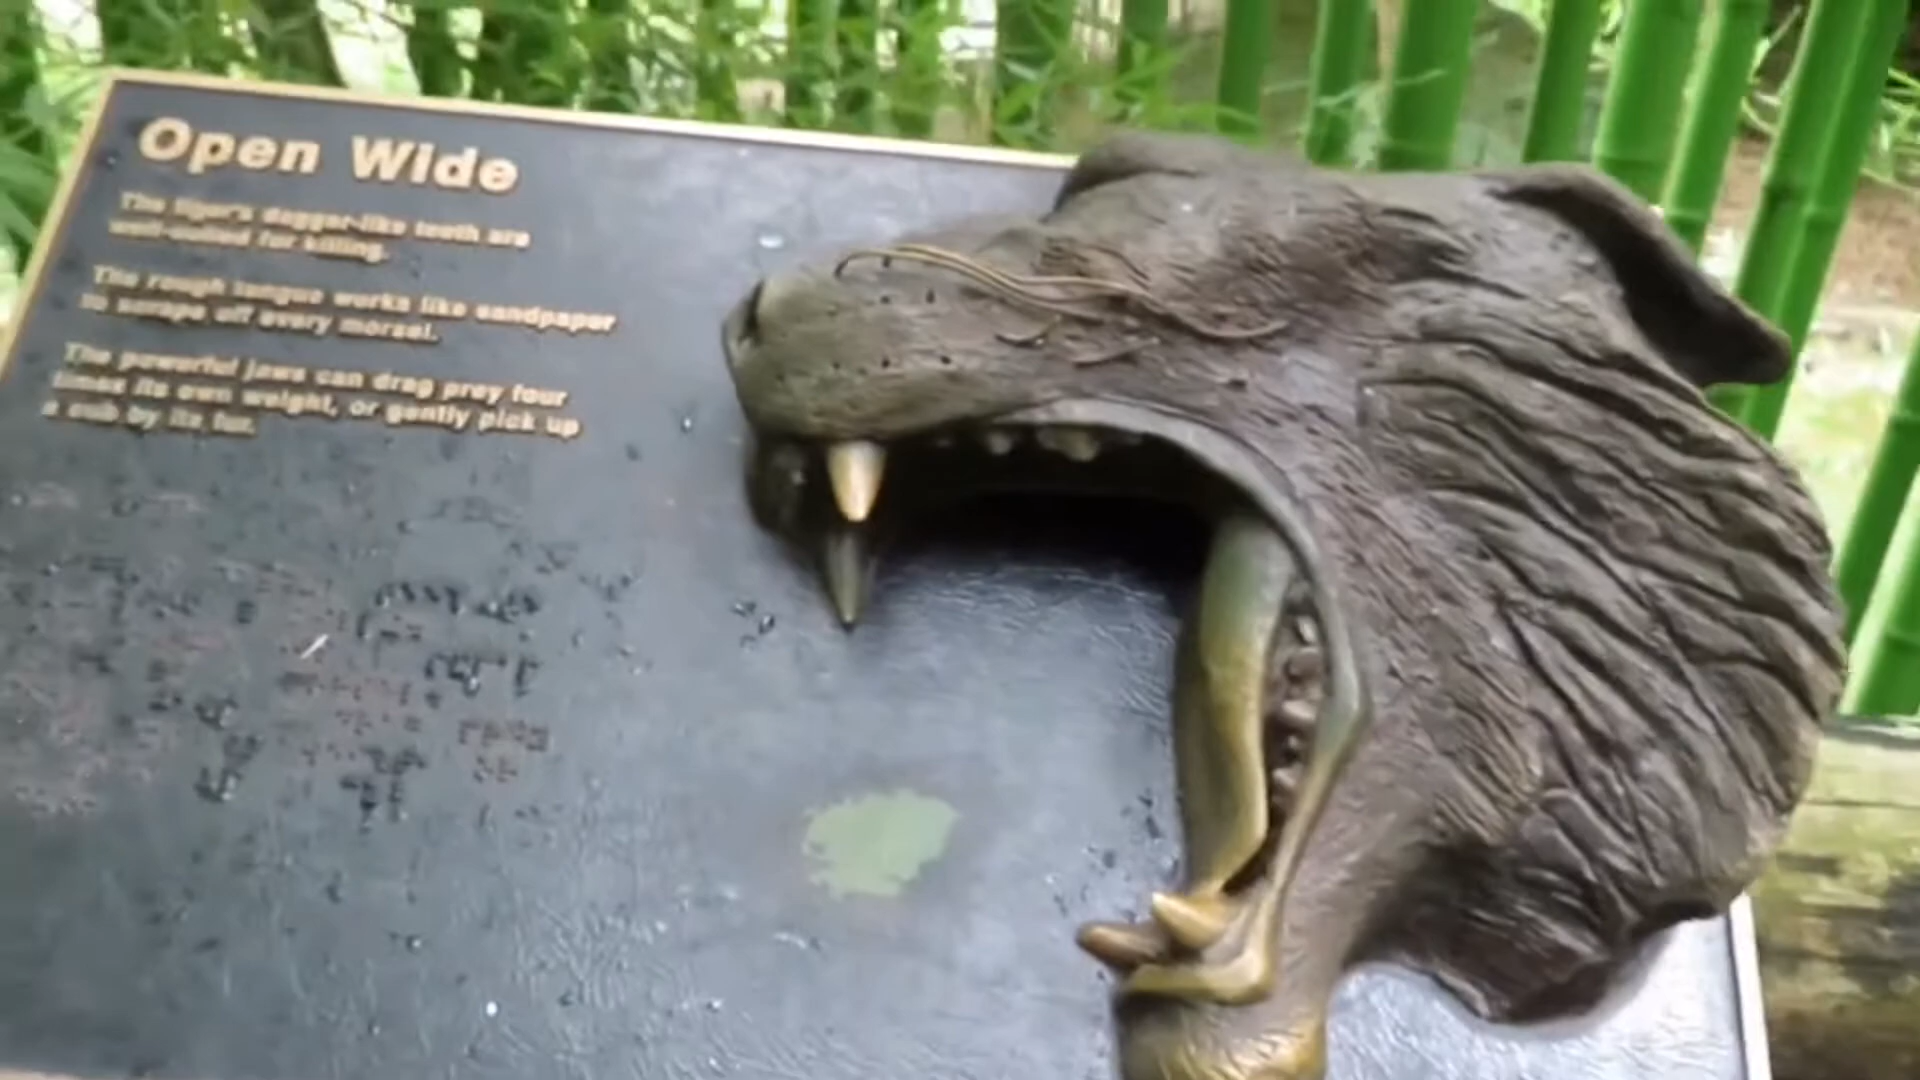 Open Wide
The tiger's dagger-like teeth are
well-suited for killing.
The rough tongue works like sandpaper
to scrape off every morsel.
The powerful jaws can drag prey four
times its own weight, or gently pick up
a cub by its fur.